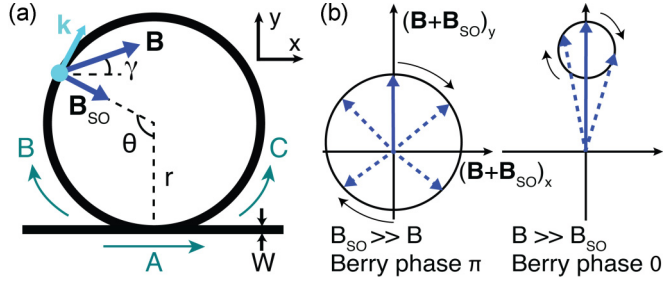 (a)
k
B
γ
B_SO
θ
r
B
C
A
W
y
x
(b)
(B+B_SO)_y
(B+B_SO)_x
B_SO >> B
Berry phase π
B >> B_SO
Berry phase 0